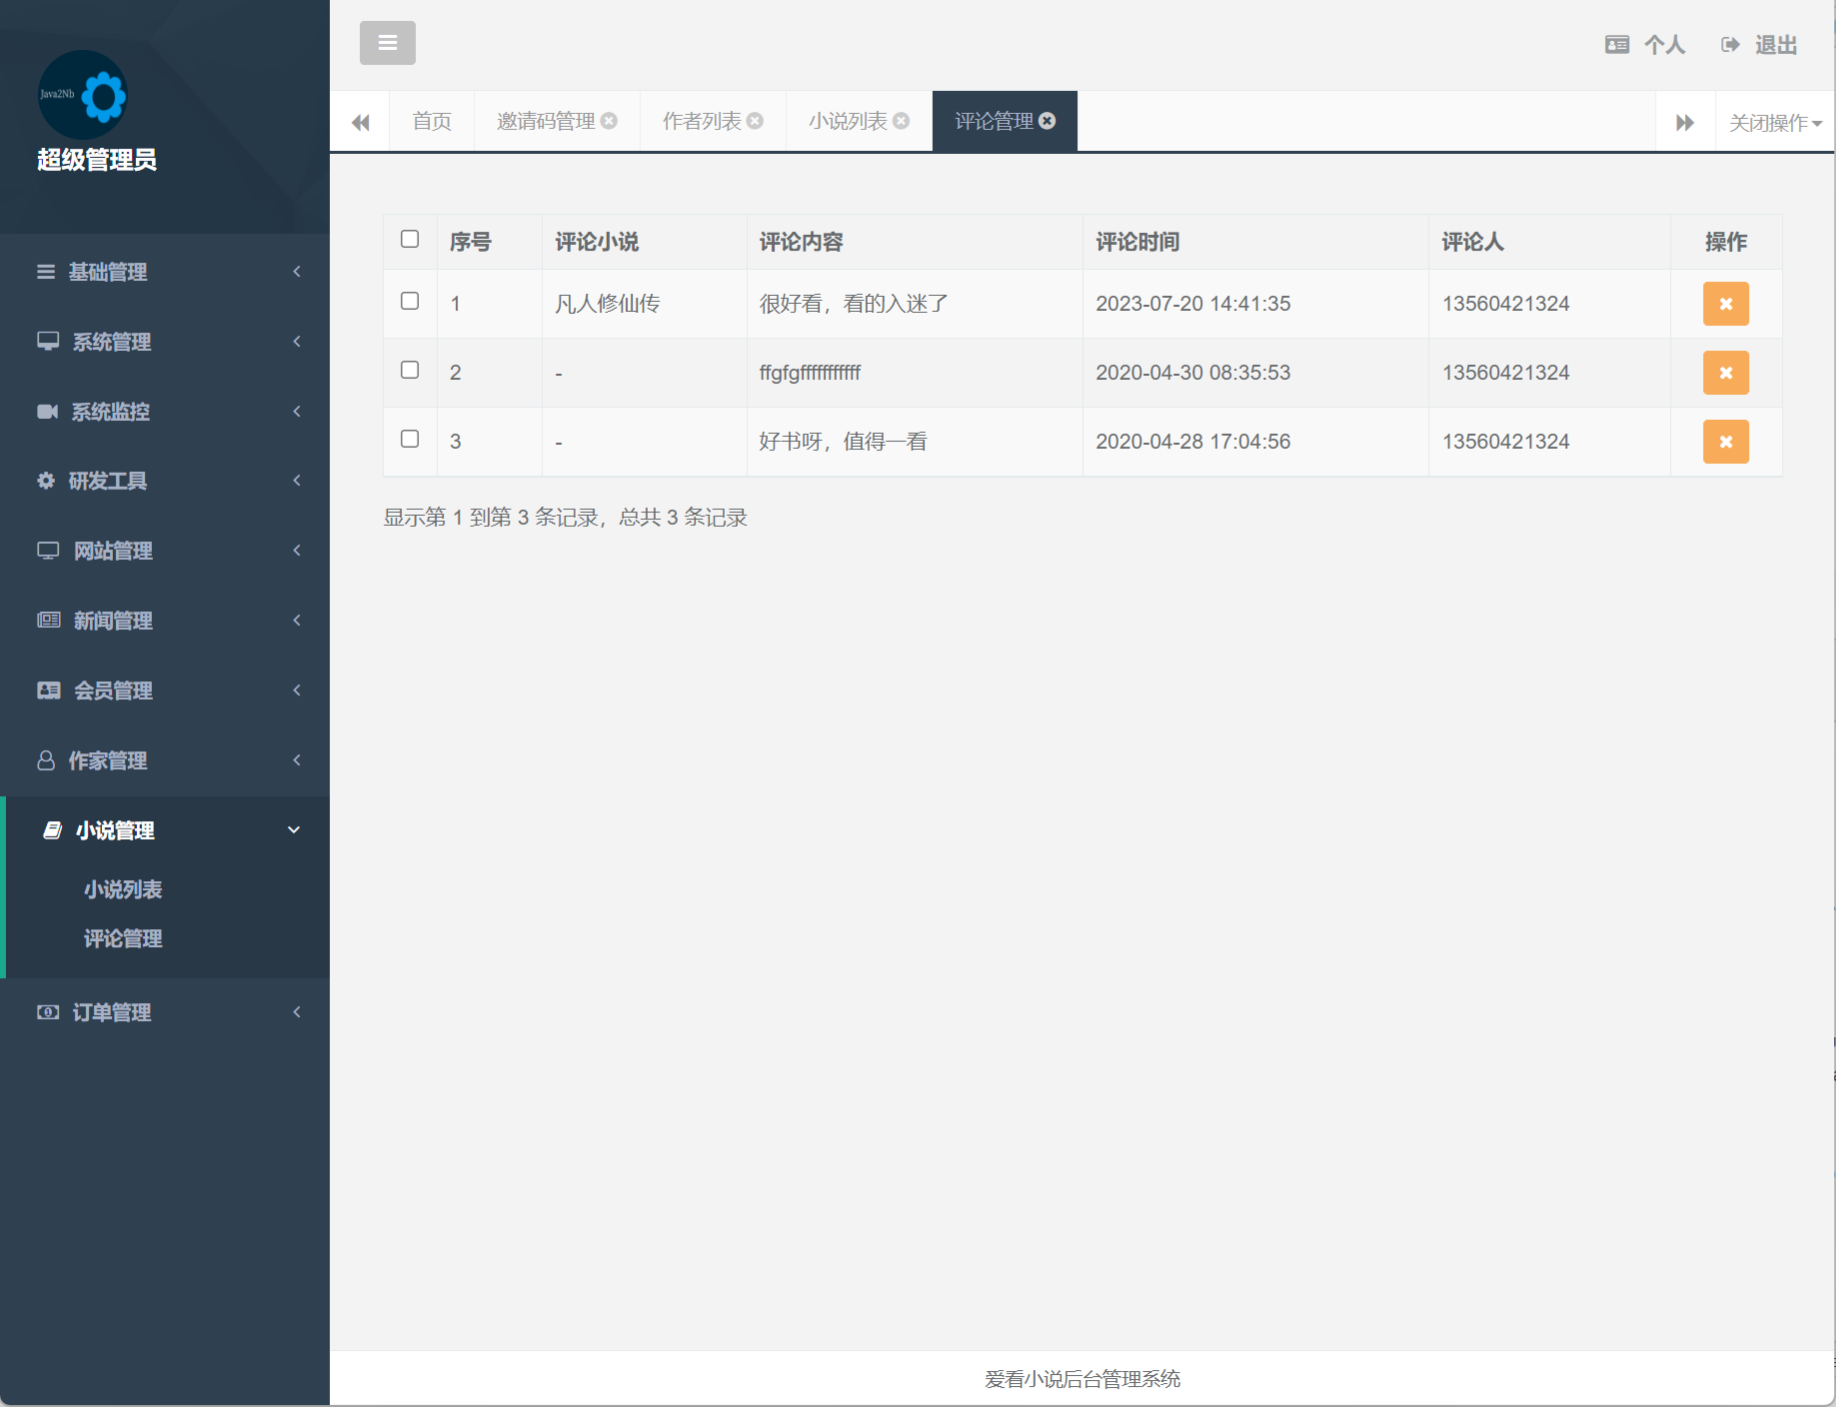 Java2Nb
超级管理员
基础管理
系统管理
系统监控
研发工具
网站管理
新闻管理
会员管理
作家管理
小说管理
小说列表
评论管理
订单管理
个人 退出
首页 邀请码管理 作者列表 小说列表 评论管理 关闭操作
序号 评论小说 评论内容 评论时间 评论人 操作
1 凡人修仙传 很好看，看的入迷了 2023-07-20 14:41:35 13560421324
2 - ffgfgfffffffffff 2020-04-30 08:35:53 13560421324
3 - 好书呀，值得一看 2020-04-28 17:04:56 13560421324
显示第 1 到第 3 条记录，总共 3 条记录
爱看小说后台管理系统